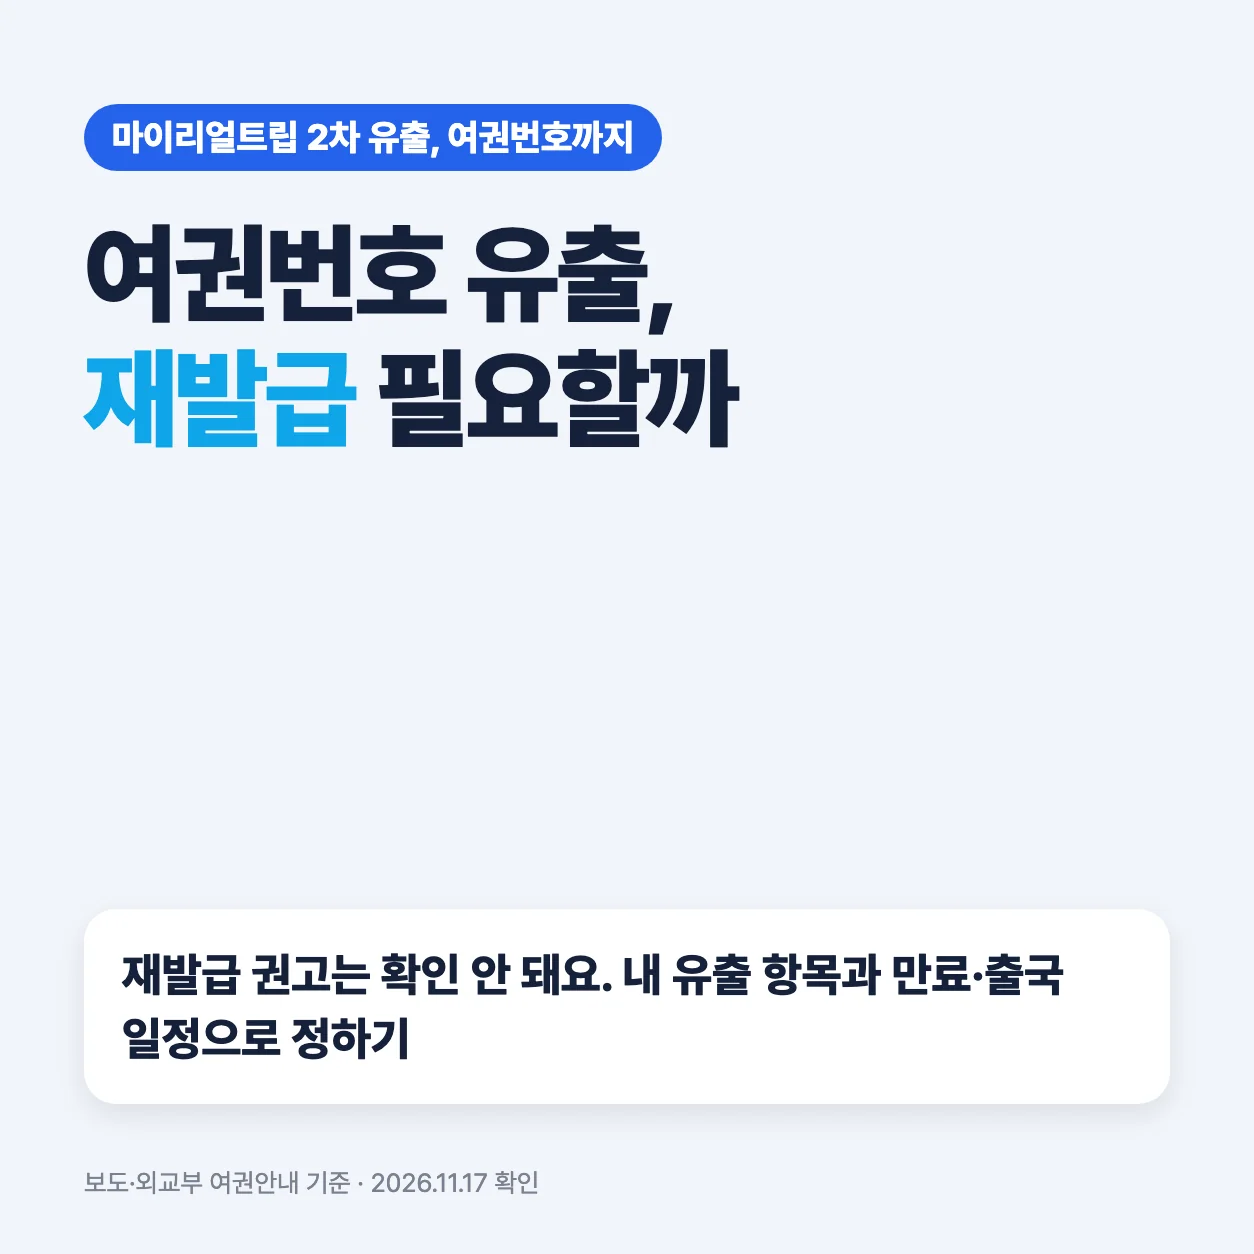 마이리얼트립 2차 유출, 여권번호까지
여권번호 유출,
재발급 필요할까
재발급 권고는 확인 안 돼요. 내 유출 항목과 만료·출국
일정으로 정하기
보도·외교부 여권안내 기준 · 2026.11.17 확인